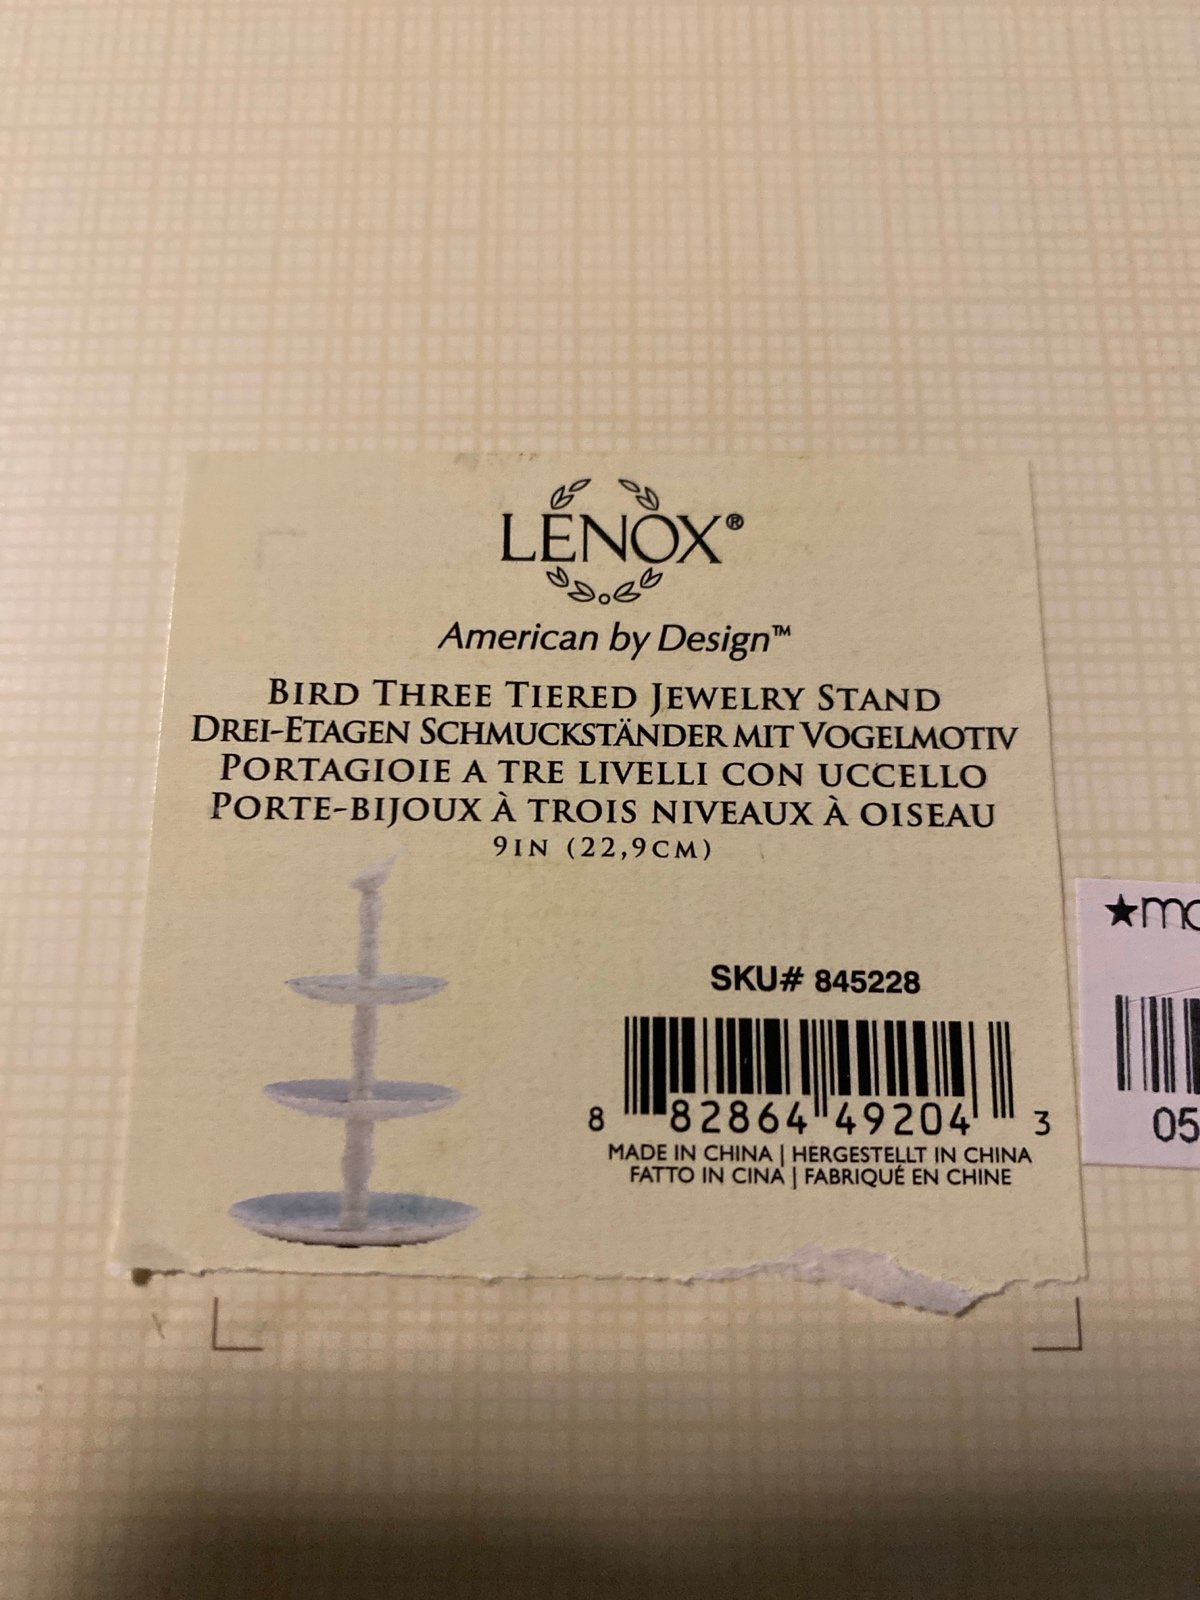 LENOX®
American by Design™
BIRD THREE TIERED JEWELRY STAND
DREI-ETAGEN SCHMUCKSTÄNDER MIT VOGELMOTIV
PORTAGIOIE A TRE LIVELLI CON UCCELLO
PORTE-BIJOUX À TROIS NIVEAUX À OISEAU
9IN (22,9CM)
SKU# 845228
8 82864 49204 3
MADE IN CHINA | HERGESTELLT IN CHINA
FATTO IN CINA | FABRIQUÉ EN CHINE
05